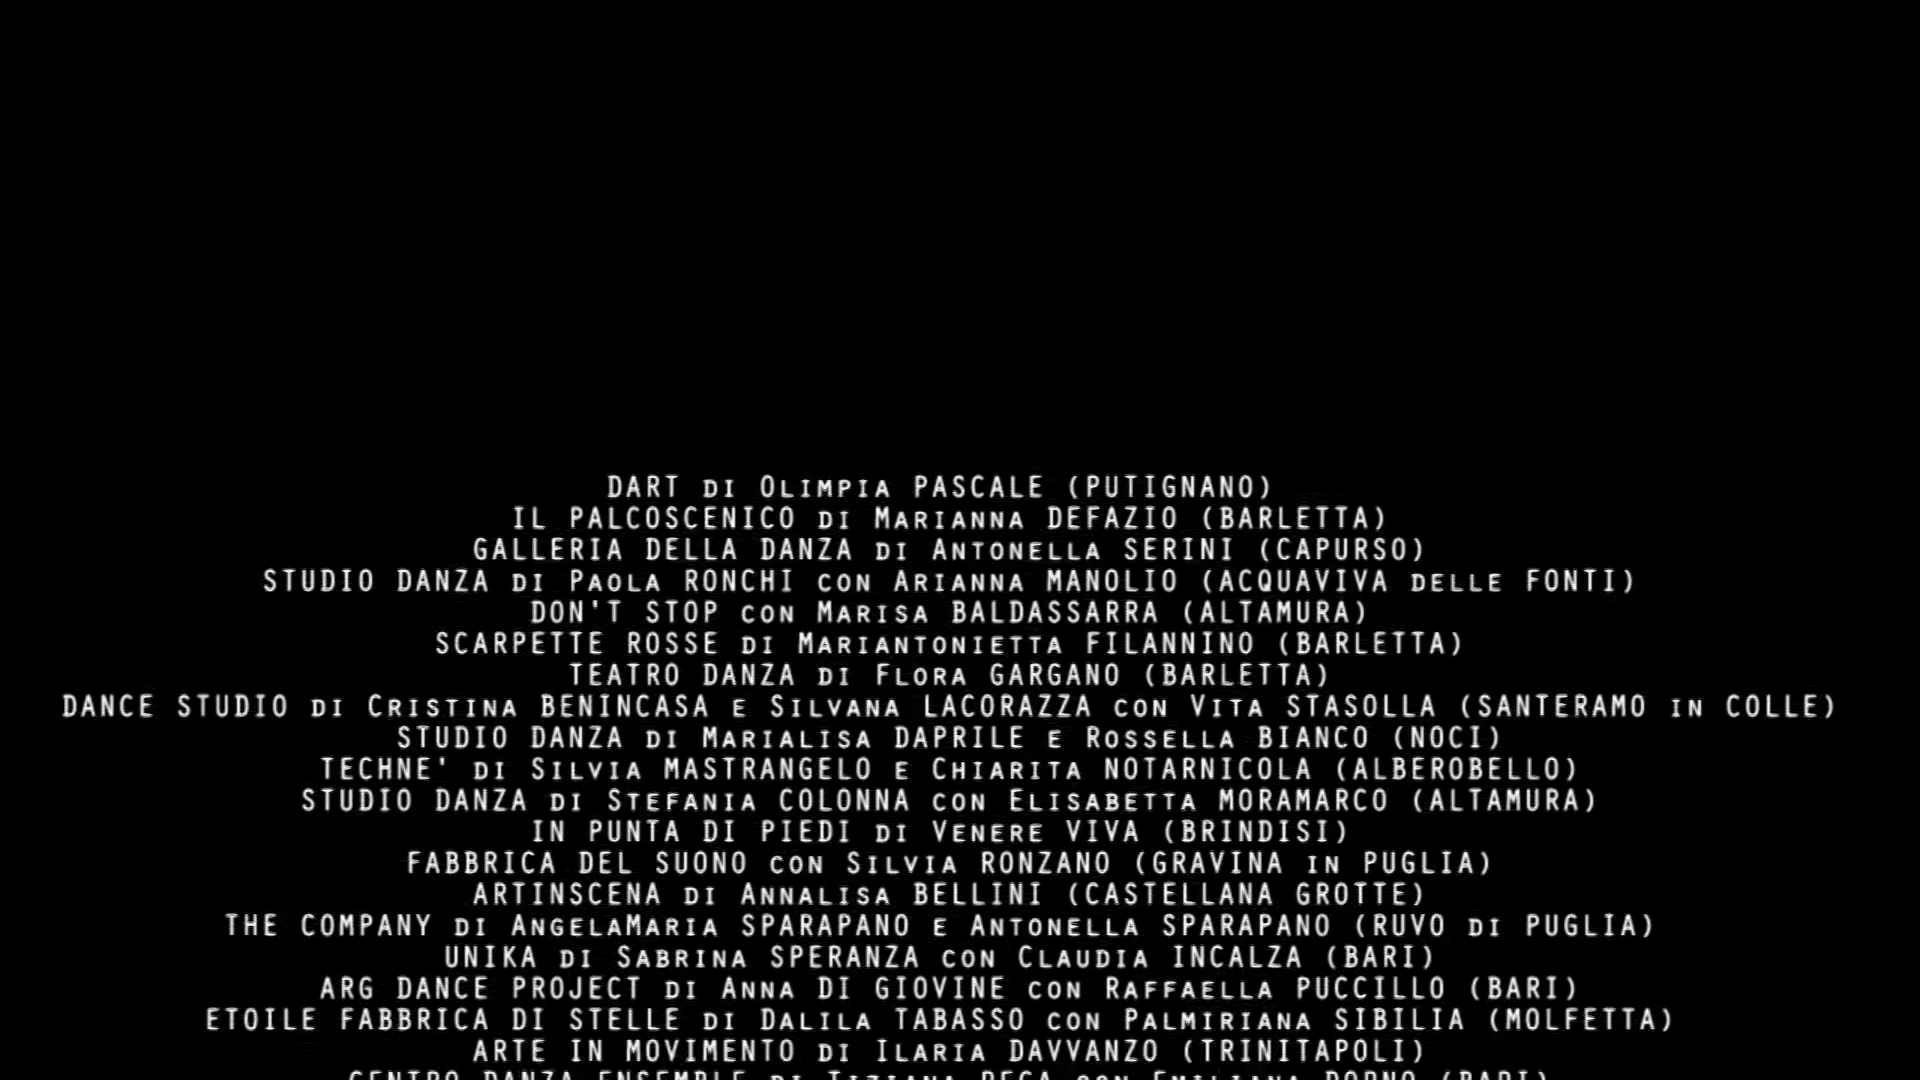 DART di Olimpia PASCALE (PUTIGNANO)
IL PALCOSCENICO di Marianna DEFAZIO (BARLETTA)
GALLERIA DELLA DANZA di Antonella SERINI (CAPURSO)
STUDIO DANZA di Paola RONCHI con Arianna MANOLIO (ACQUAVIVA delle FONTI)
DON'T STOP con Marisa BALDASSARRA (ALTAMURA)
SCARPETTE ROSSE di Mariantonietta FILANNINO (BARLETTA)
TEATRO DANZA di Flora GARGANO (BARLETTA)
DANCE STUDIO di Cristina BENINCASA e Silvana LACORAZZA con Vita STASOLLA (SANTERAMO in COLLE)
STUDIO DANZA di Marialisa DAPRILE e Rossella BIANCO (NOCI)
TECHNE' di Silvia MASTRANGELO e Chiarita NOTARNICOLA (ALBEROBELLO)
STUDIO DANZA di Stefania COLONNA con Elisabetta MORAMARCO (ALTAMURA)
IN PUNTA DI PIEDI di Venere VIVA (BRINDISI)
FABBRICA DEL SUONO con Silvia RONZANO (GRAVINA in PUGLIA)
ARTINSCENA di Annalisa BELLINI (CASTELLANA GROTTE)
THE COMPANY di AngelaMaria SPARAPANO e Antonella SPARAPANO (RUVO di PUGLIA)
UNIKA di Sabrina SPERANZA con Claudia INCALZA (BARI)
ARG DANCE PROJECT di Anna DI GIOVINE con Raffaella PUCCILLO (BARI)
ETOILE FABBRICA DI STELLE di Dalila TABASSO con Palmiriana SIBILIA (MOLFETTA)
ARTE IN MOVIMENTO di Ilaria DAVVANZO (TRINITAPOLI)
CENTRO DANZA ENSEMBLE di Tiziana con Emiliana (BARI)